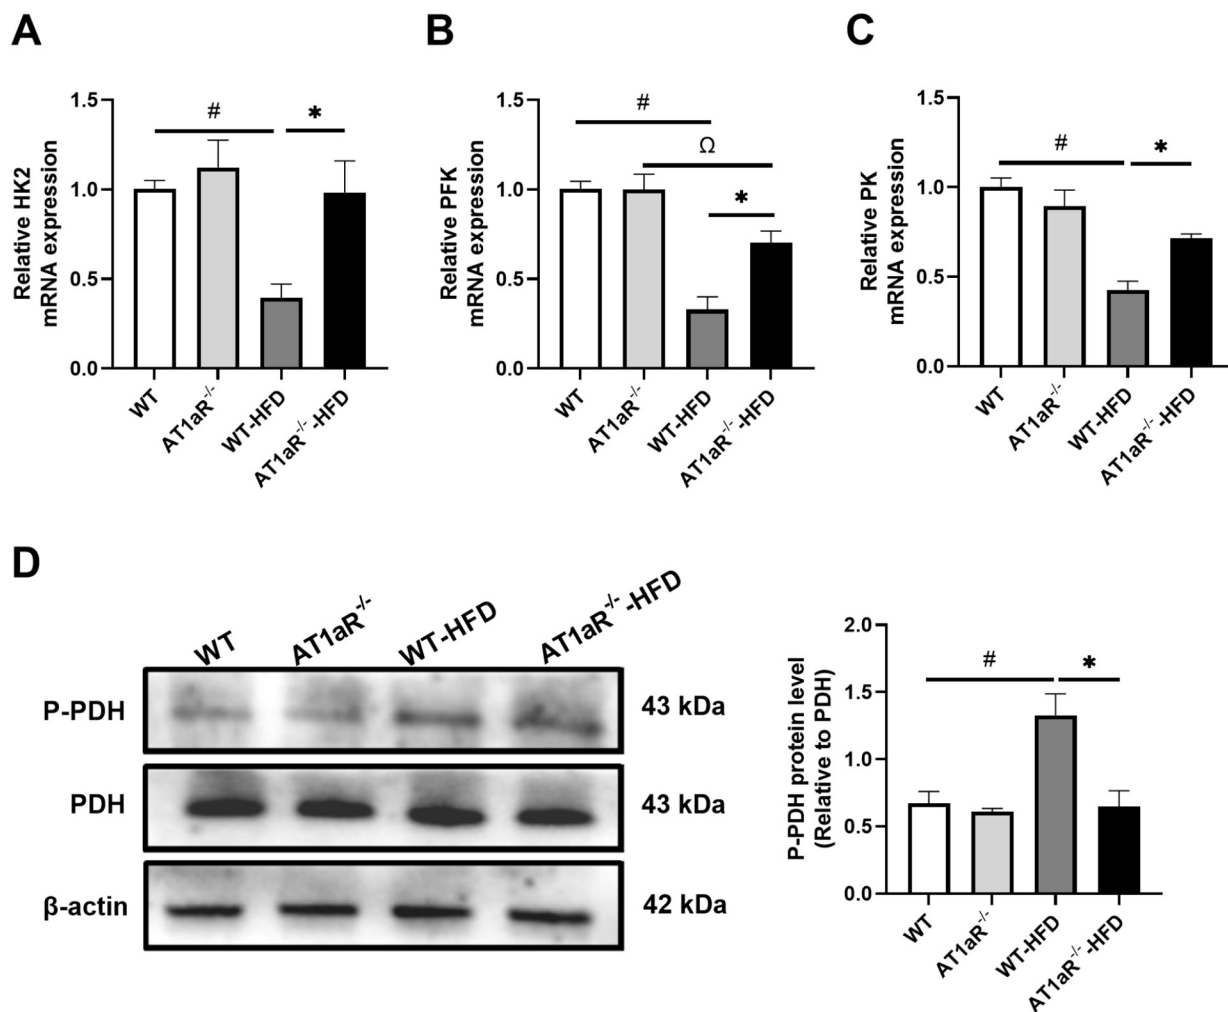 A
Relative HK2
mRNA expression
1.5
1.0
0.5
0.0
#
*
WT
AT1aR-/-
WT-HFD
AT1aR-/--HFD
B
Relative PFK
mRNA expression
1.5
1.0
0.5
0.0
#
Ω
*
WT
AT1aR-/-
WT-HFD
AT1aR-/--HFD
C
Relative PK
mRNA expression
1.5
1.0
0.5
0.0
#
*
WT
AT1aR-/-
WT-HFD
AT1aR-/--HFD
D
WT
AT1aR-/-
WT-HFD
AT1aR-/--HFD
P-PDH
43 kDa
PDH
43 kDa
β-actin
42 kDa
P-PDH protein level
(Relative to PDH)
2.0
1.5
1.0
0.5
0.0
#
*
WT
AT1aR-/-
WT-HFD
AT1aR-/--HFD